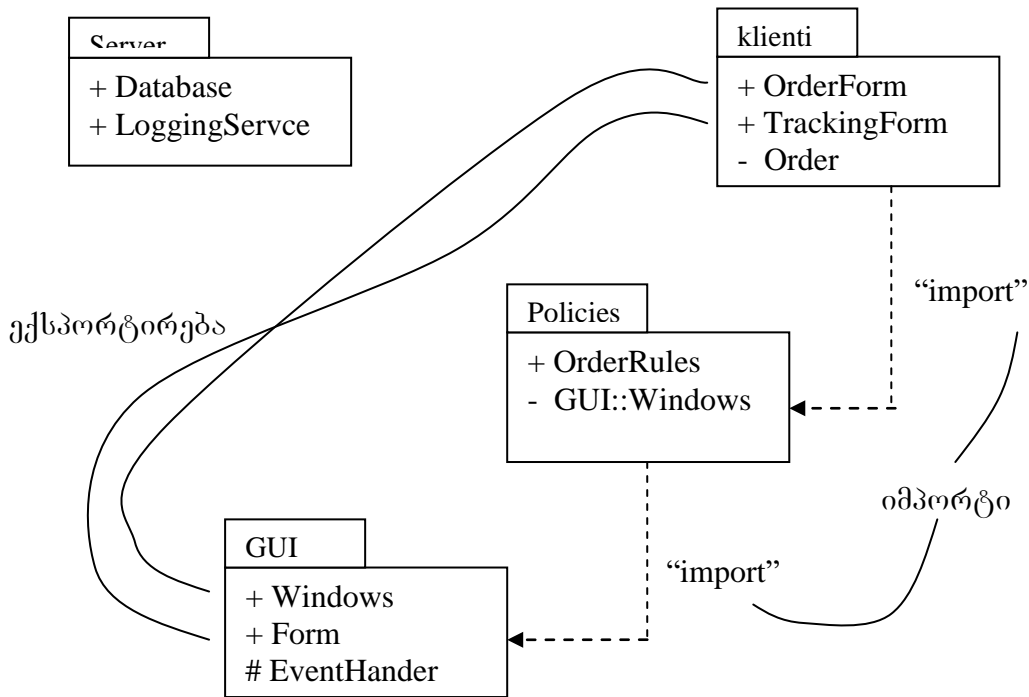 Server
+ Database
+ LoggingServce
klienti
+ OrderForm
+ TrackingForm
- Order
“import”
ექსპორტირება
Policies
+ OrderRules
- GUI::Windows
იმპორტი
GUI
+ Windows
+ Form
# EventHander
“import”